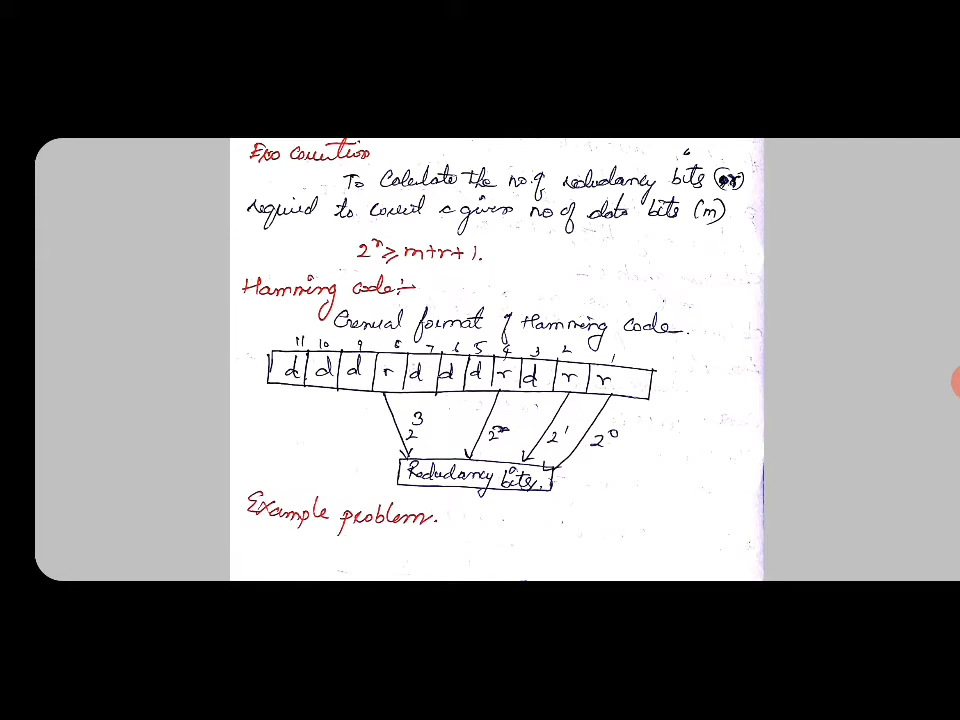 Error correction
To calculate the no. of redudancy bits (r)
required to correct a given no of data bits (m)
2^r ≥ m+r+1.
Hamming code:-
General format of Hamming code.
11 10 9 8 7 6 5 4 3 2 1
d d d r d d d r d r r
2^3 2^2 2^1 2^0
Redudancy bits.
Example problem.